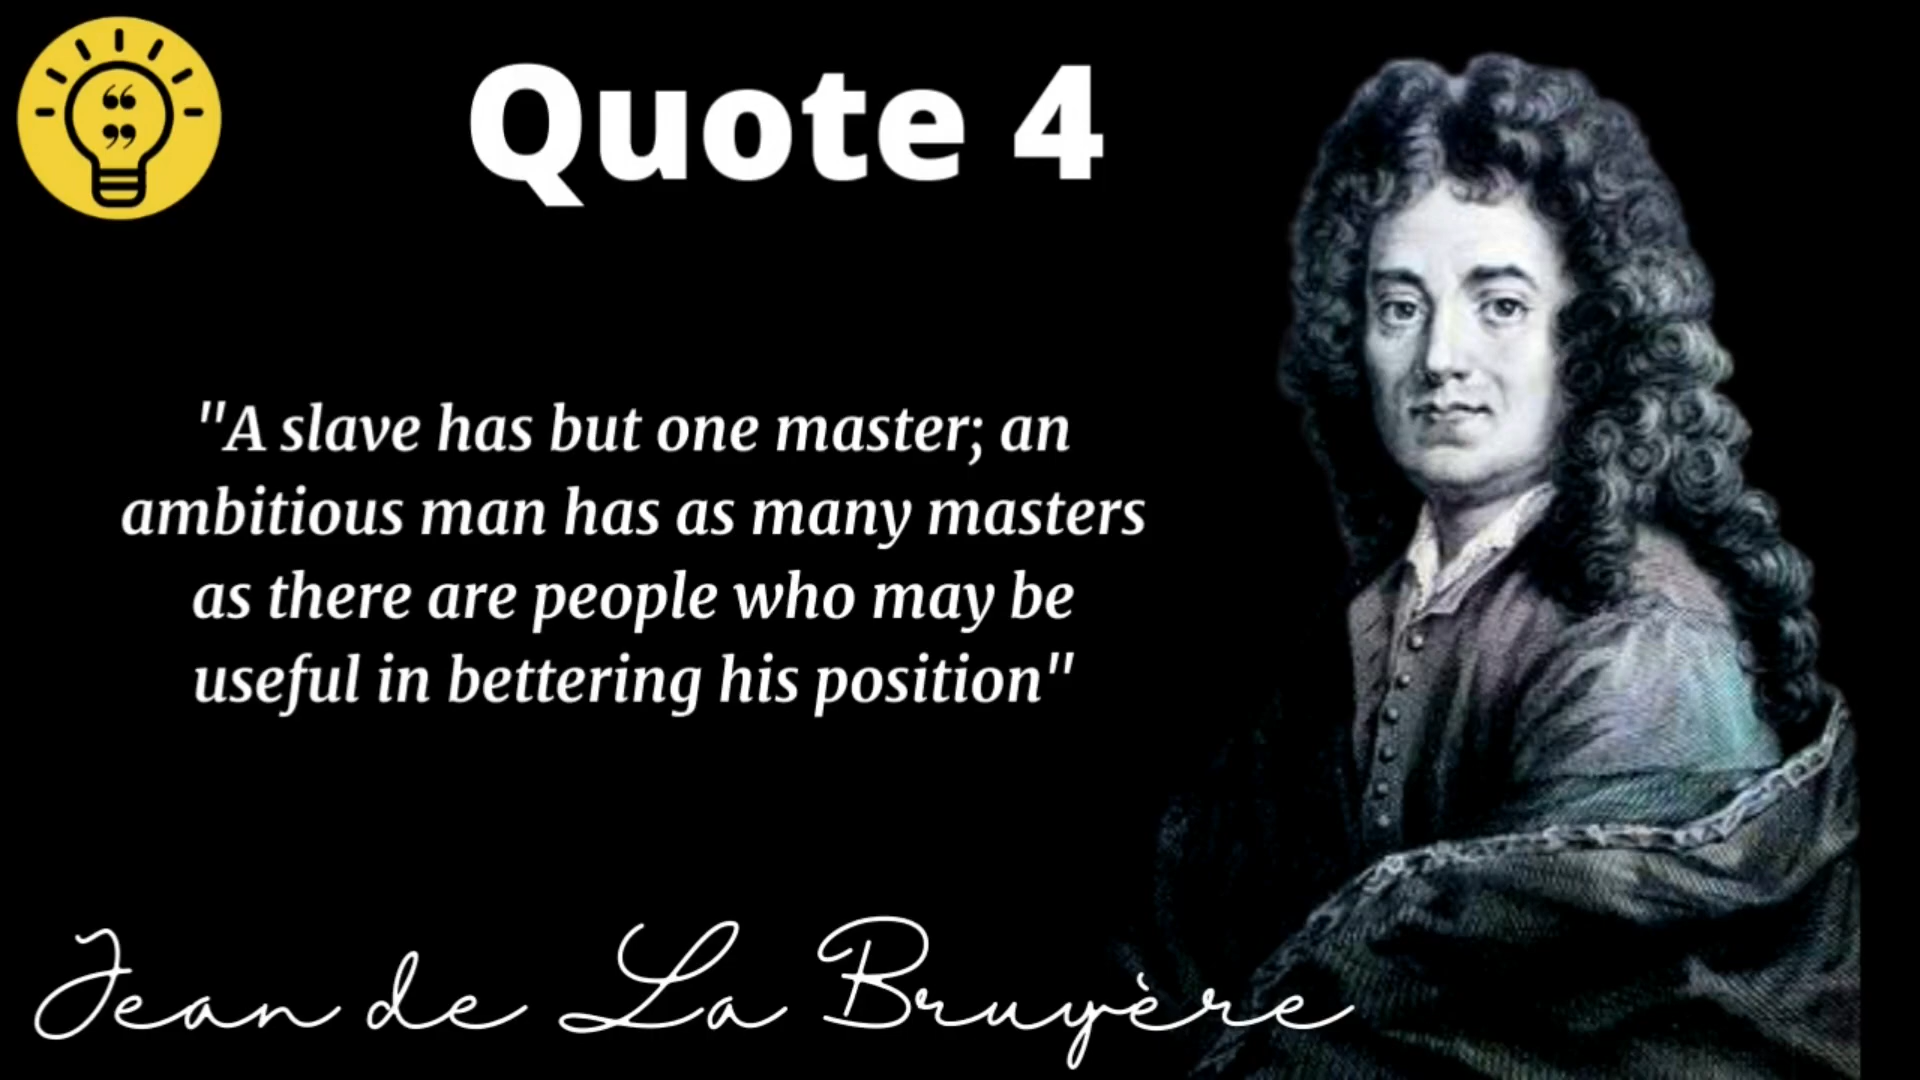 Quote 4
"A slave has but one master; an
ambitious man has as many masters
as there are people who may be
useful in bettering his position"
Jean de La Bruyère